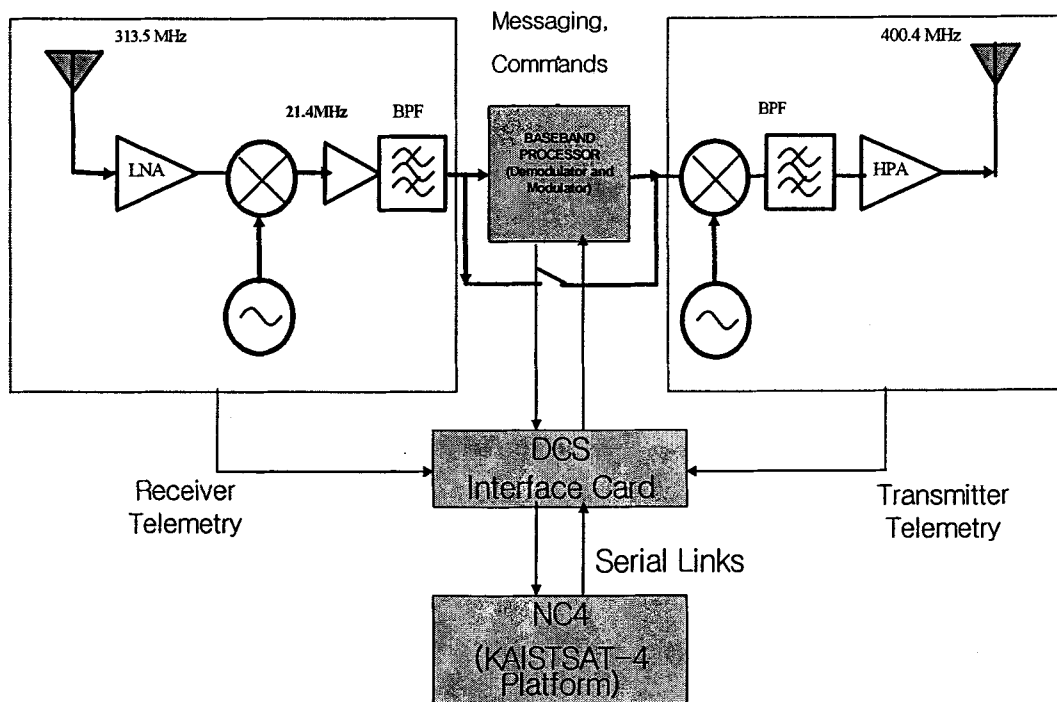 Messaging,
Commands
313.5 MHz
400.4 MHz
21.4MHz
BPF
BPF
LNA
BASEBAND
PROCESSOR
(Demodulator and
Modulator)
HPA
DCS
Interface Card
Receiver
Telemetry
Transmitter
Telemetry
Serial Links
NC4
(KAISTSAT-4
Platform)